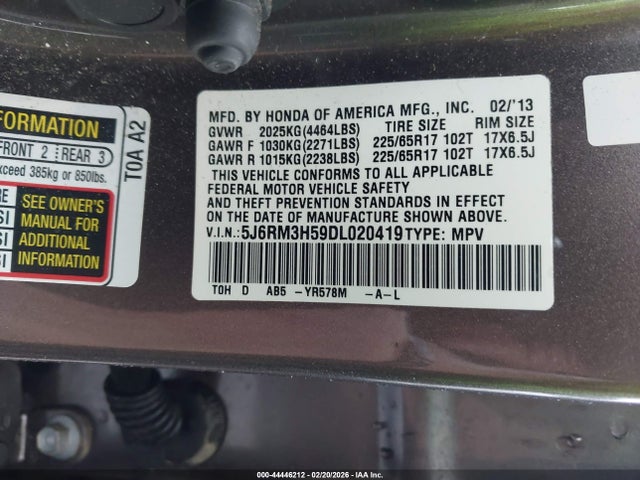 MFD. BY HONDA OF AMERICA MFG., INC. 02/'13
GVWR 2025KG(4464LBS) TIRE SIZE RIM SIZE
GAWR F 1030KG(2271LBS) 225/65R17 102T 17X6.5J
GAWR R 1015KG(2238LBS) 225/65R17 102T 17X6.5J
THIS VEHICLE CONFORMS TO ALL APPLICABLE
FEDERAL MOTOR VEHICLE SAFETY
AND THEFT PREVENTION STANDARDS IN EFFECT
ON THE DATE OF MANUFACTURE SHOWN ABOVE.
V.I.N.: 5J6RM3H59DL020419 TYPE: MPV
TOH D AB5 -YR578M -A-L
FORMATION
FRONT 2 REAR 3
xceed 385kg or 850lbs.
SEE OWNER'S
MANUAL FOR
ADDITIONAL
INFORMATION
T0A A2
000-44446212 - 02/20/2026 - IAA Inc.